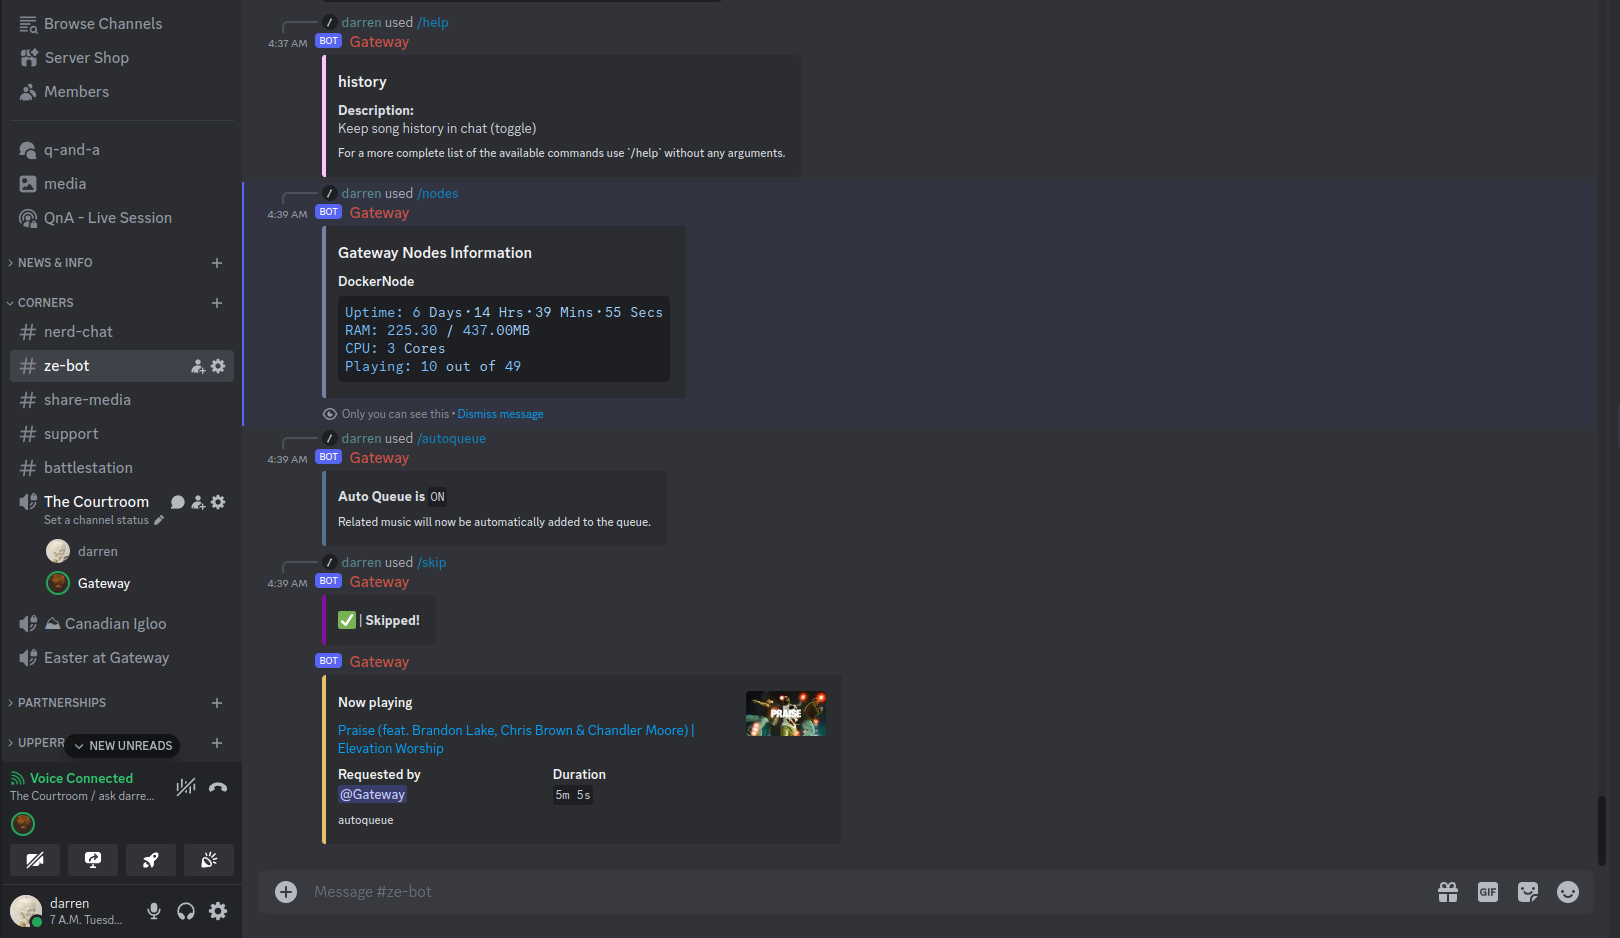 Browse Channels
Server Shop
Members
q-and-a
media
QnA - Live Session
NEWS & INFO
CORNERS
nerd-chat
ze-bot
share-media
support
battlestation
The Courtroom
Set a channel status
darren
Gateway
Canadian Igloo
Easter at Gateway
PARTNERSHIPS
UPPERR
NEW UNREADS
Voice Connected
The Courtroom / ask darre...
darren
7 A.M. Tuesd...
/ darren used /help
4:37 AM BOT Gateway
history
Description:
Keep song history in chat (toggle)
For a more complete list of the available commands use `/help` without any arguments.
/ darren used /nodes
4:39 AM BOT Gateway
Gateway Nodes Information
DockerNode
Uptime: 6 Days•14 Hrs•39 Mins•55 Secs
RAM: 225.30 / 437.00MB
CPU: 3 Cores
Playing: 10 out of 49
Only you can see this • Dismiss message
/ darren used /autoqueue
4:39 AM BOT Gateway
Auto Queue is ON
Related music will now be automatically added to the queue.
/ darren used /skip
4:39 AM BOT Gateway
✅ | Skipped!
BOT Gateway
Now playing
PRAISE
Praise (feat. Brandon Lake, Chris Brown & Chandler Moore) |
Elevation Worship
Requested by Duration
@Gateway 5m 5s
autoqueue
Message #ze-bot
GIF